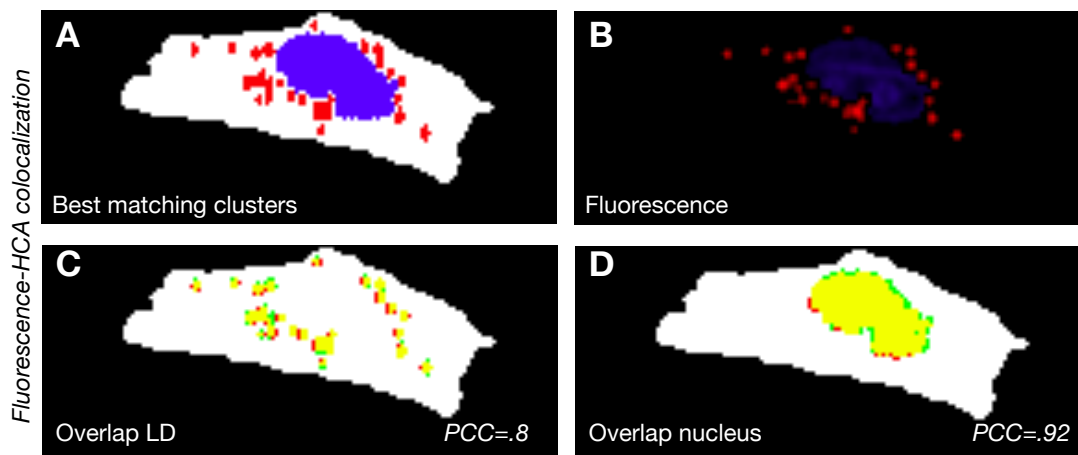 Fluorescence-HCA colocalization
A
Best matching clusters
B
Fluorescence
C
Overlap LD
PCC=.8
D
Overlap nucleus
PCC=.92